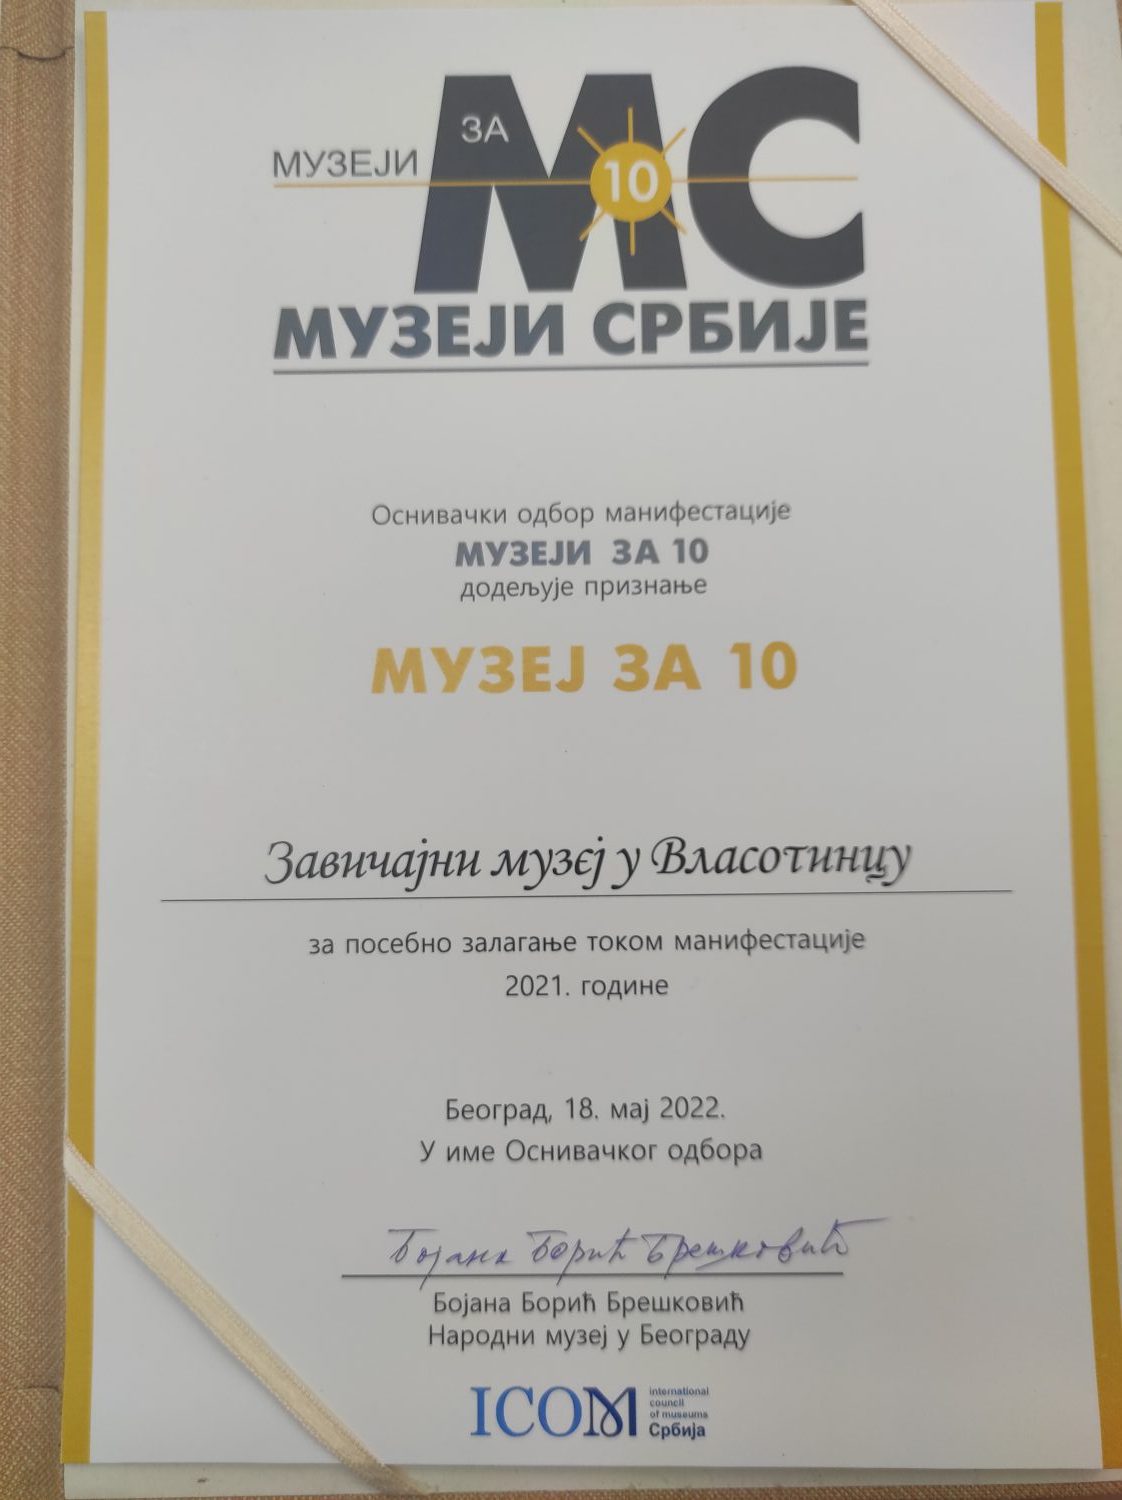 МУЗЕЈИ ЗА 10
МС
МУЗЕЈИ СРБИЈЕ
Оснивачки одбор манифестације
МУЗЕЈИ ЗА 10
додељује признање
МУЗЕЈ ЗА 10
Завичајни музеј у Власотинцу
за посебно залагање током манифестације
2021. године
Београд, 18. мај 2022.
У име Оснивачког одбора
Бојана Борић Брешковић
Бојана Борић Брешковић
Народни музеј у Београду
ICOM
international
council
of museums
Србија